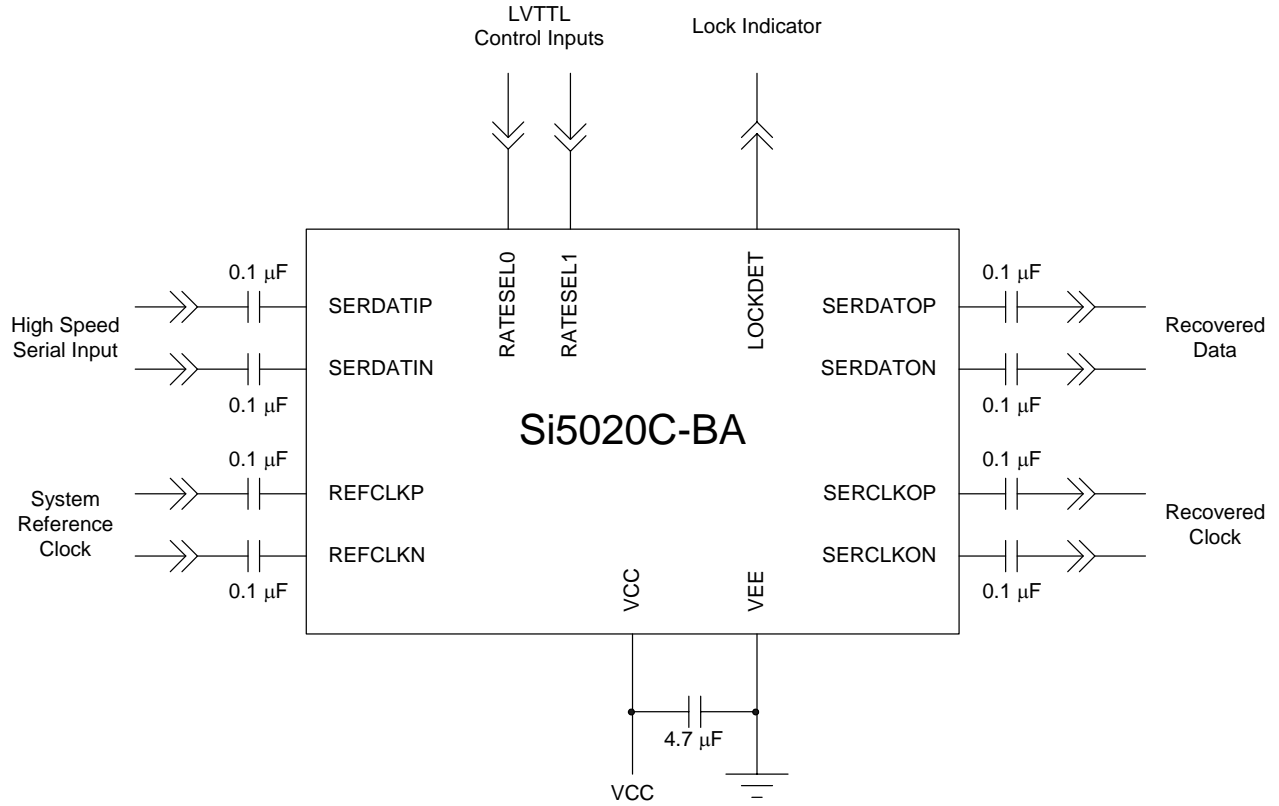 LVTTL
Control Inputs
Lock Indicator
RATESEL0
RATESEL1
LOCKDET
0.1 μF
0.1 μF
High Speed
Serial Input
SERDATIP
SERDATOP
Recovered
Data
SERDATIN
SERDATON
0.1 μF
0.1 μF
Si5020C-BA
0.1 μF
0.1 μF
System
Reference
Clock
REFCLKP
SERCLKOP
Recovered
Clock
REFCLKN
SERCLKON
0.1 μF
0.1 μF
VCC
VEE
4.7 μF
VCC